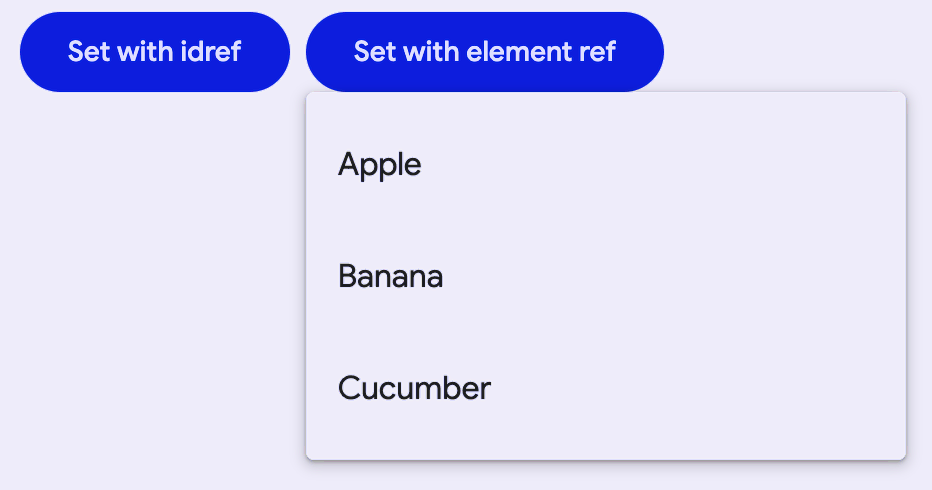 Set with idref
Set with element ref
Apple
Banana
Cucumber